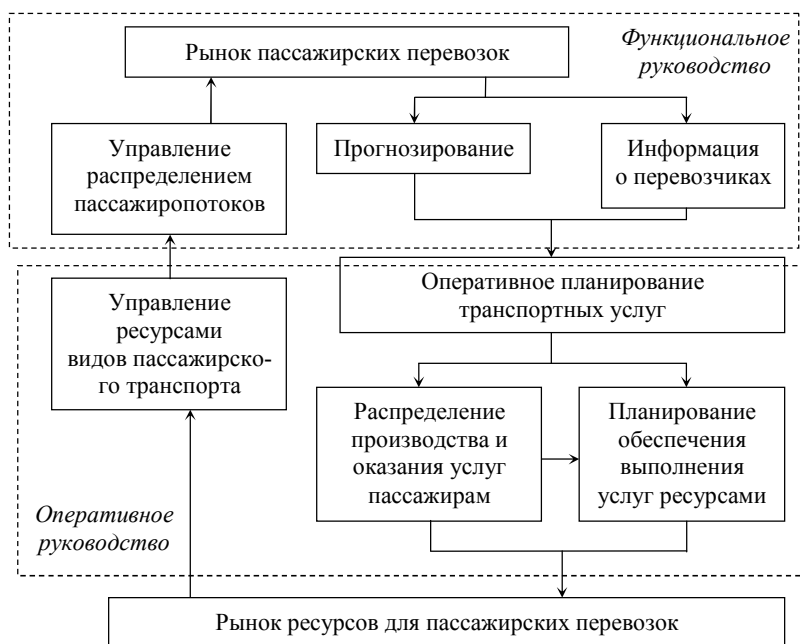 Рынок пассажирских перевозок
Функциональное
руководство
Управление
распределением
пассажиропотоков
Прогнозирование
Информация
о перевозчиках
Оперативное планирование
транспортных услуг
Управление
ресурсами
видов пассажирско-
го транспорта
Распределение
производства и
оказания услуг
пассажирам
Планирование
обеспечения
выполнения
услуг ресурсами
Оперативное
руководство
Рынок ресурсов для пассажирских перевозок